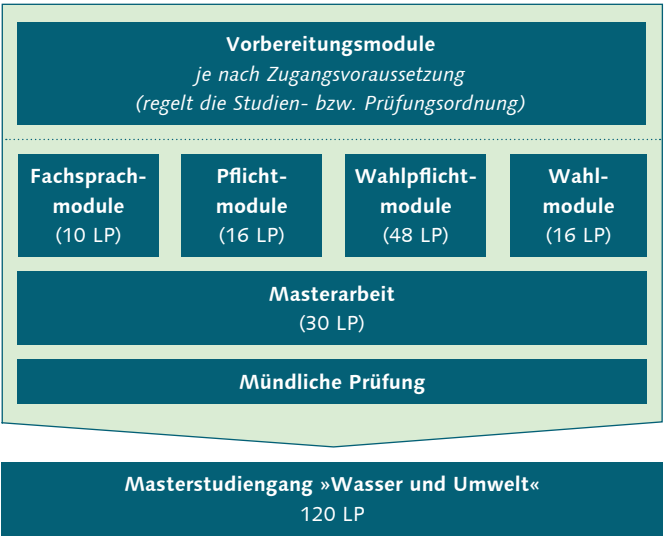 Vorbereitungsmodule
je nach Zugangsvoraussetzung
(regelt die Studien- bzw. Prüfungsordnung)
Fachsprach-
module
(10 LP)
Pflicht-
module
(16 LP)
Wahlpflicht-
module
(48 LP)
Wahl-
module
(16 LP)
Masterarbeit
(30 LP)
Mündliche Prüfung
Masterstudiengang »Wasser und Umwelt«
120 LP